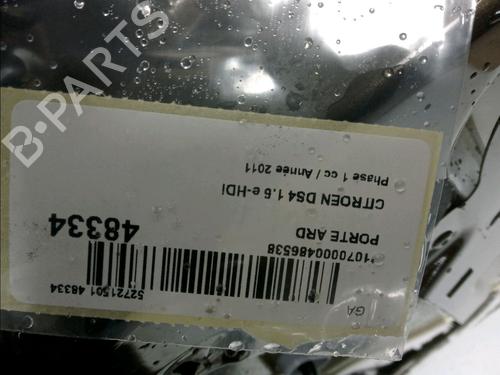 B-PARTS
GA
52721501 48334
*1070000486538
PORTE ARD
48334
CITROEN DS4 1.6 e-HDi
Phase 1 cc / Année 2011